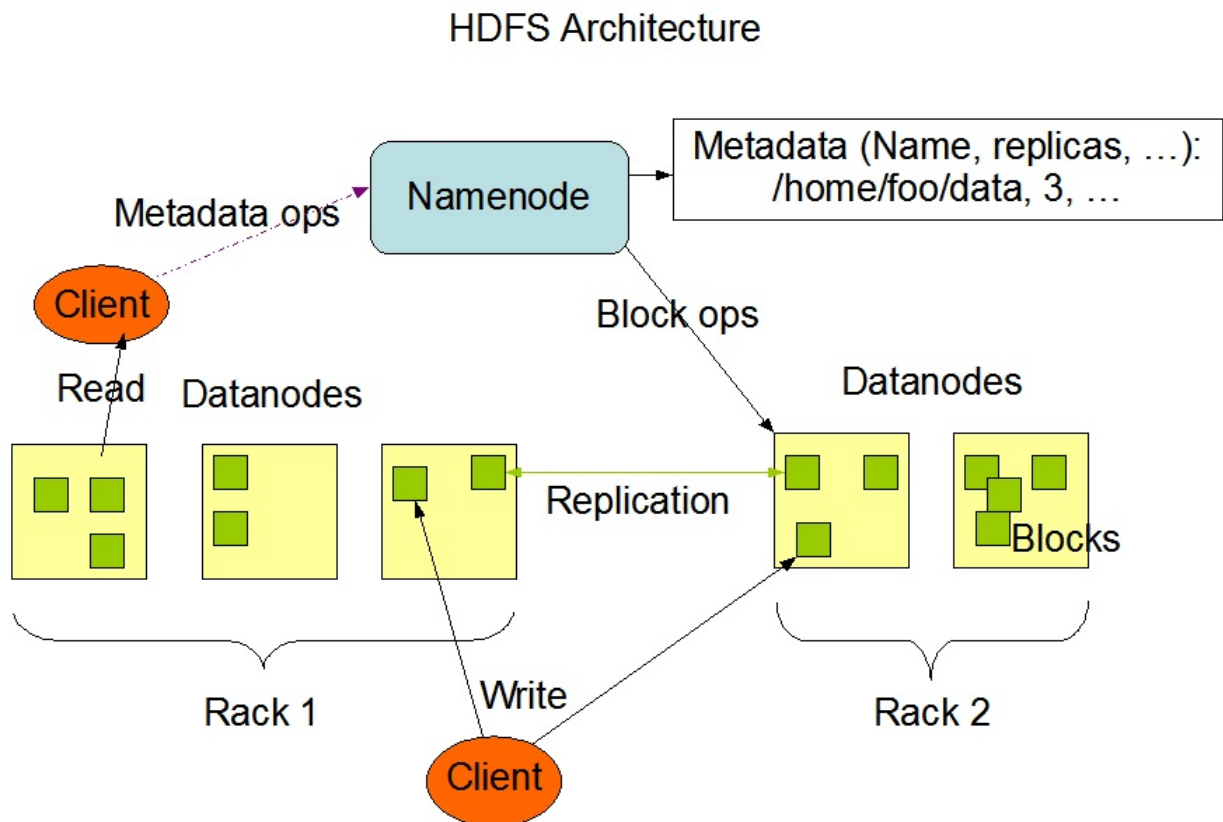 HDFS Architecture
Metadata (Name, replicas, …):
/home/foo/data, 3, …
Namenode
Metadata ops
Client
Block ops
Read
Datanodes
Datanodes
Replication
Blocks
Rack 1
Write
Rack 2
Client